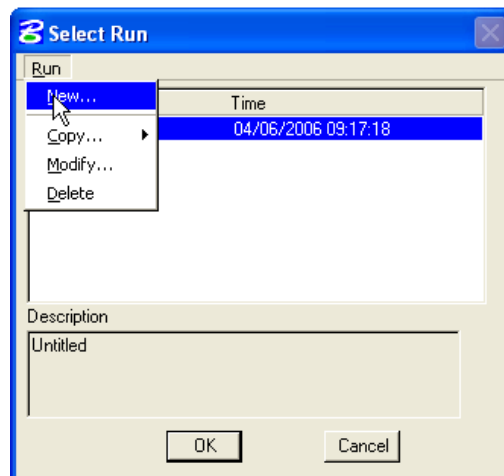 Select Run
Run
New...
Time
04/06/2006 09:17:18
Copy...
Modify...
Delete
Description
Untitled
OK
Cancel